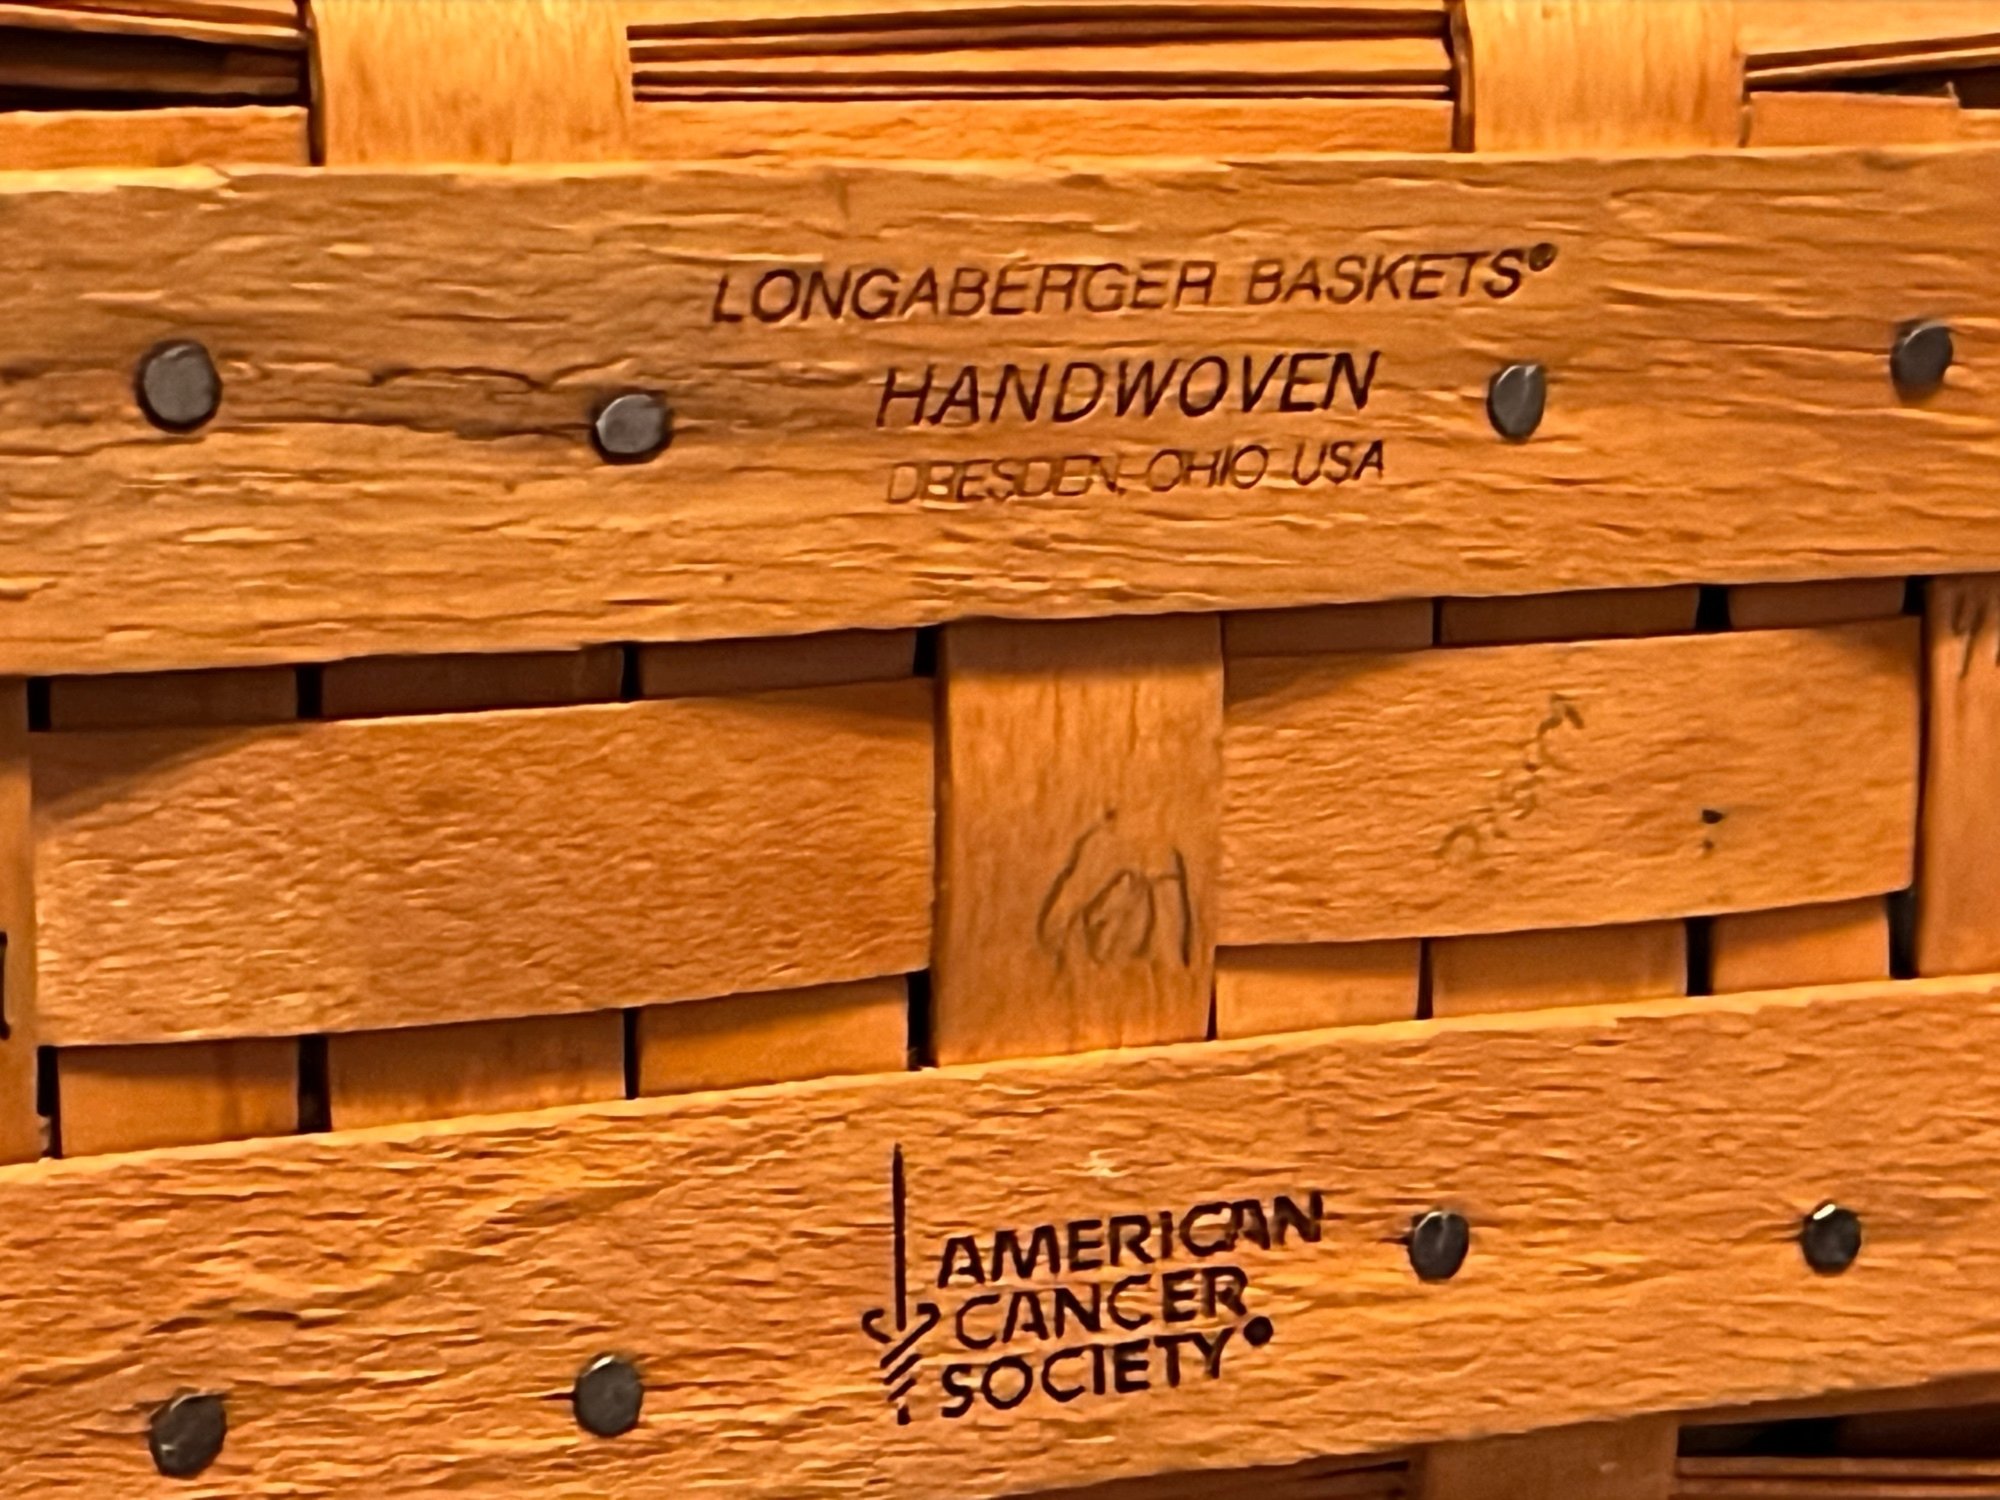 LONGABERGER BASKETS®
HANDWOVEN
DRESDEN, OHIO USA
AMERICAN
CANCER
SOCIETY®